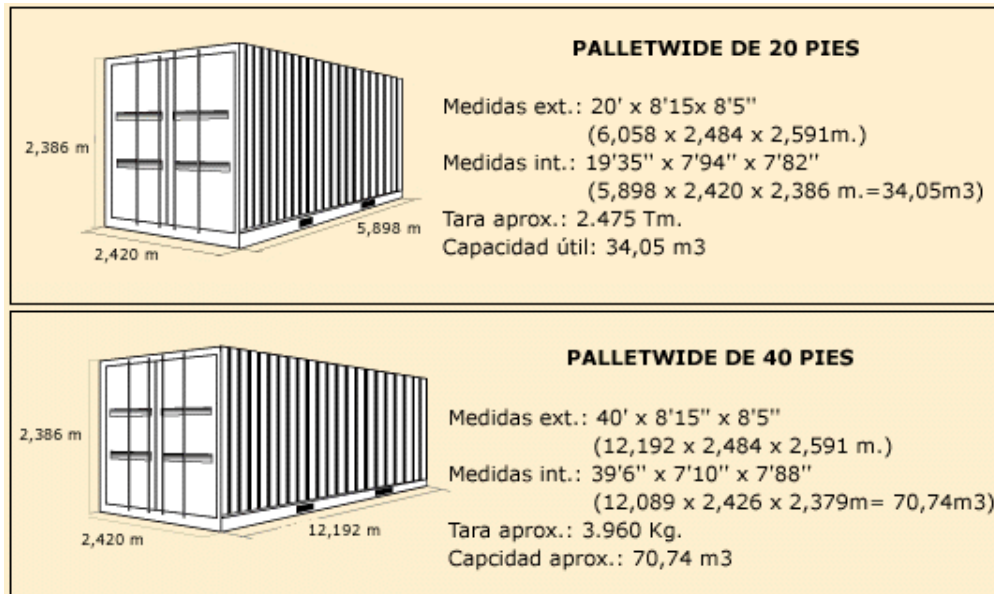 PALLETWIDE DE 20 PIES
Medidas ext.: 20' x 8'15x 8'5''
(6,058 x 2,484 x 2,591m.)
Medidas int.: 19'35'' x 7'94'' x 7'82''
(5,898 x 2,420 x 2,386 m.=34,05m3)
Tara aprox.: 2.475 Tm.
Capacidad útil: 34,05 m3
2,386 m
5,898 m
2,420 m
PALLETWIDE DE 40 PIES
Medidas ext.: 40' x 8'15'' x 8'5''
(12,192 x 2,484 x 2,591 m.)
Medidas int.: 39'6'' x 7'10'' x 7'88''
(12,089 x 2,426 x 2,379m= 70,74m3)
Tara aprox.: 3.960 Kg.
Capcidad aprox.: 70,74 m3
2,386 m
12,192 m
2,420 m